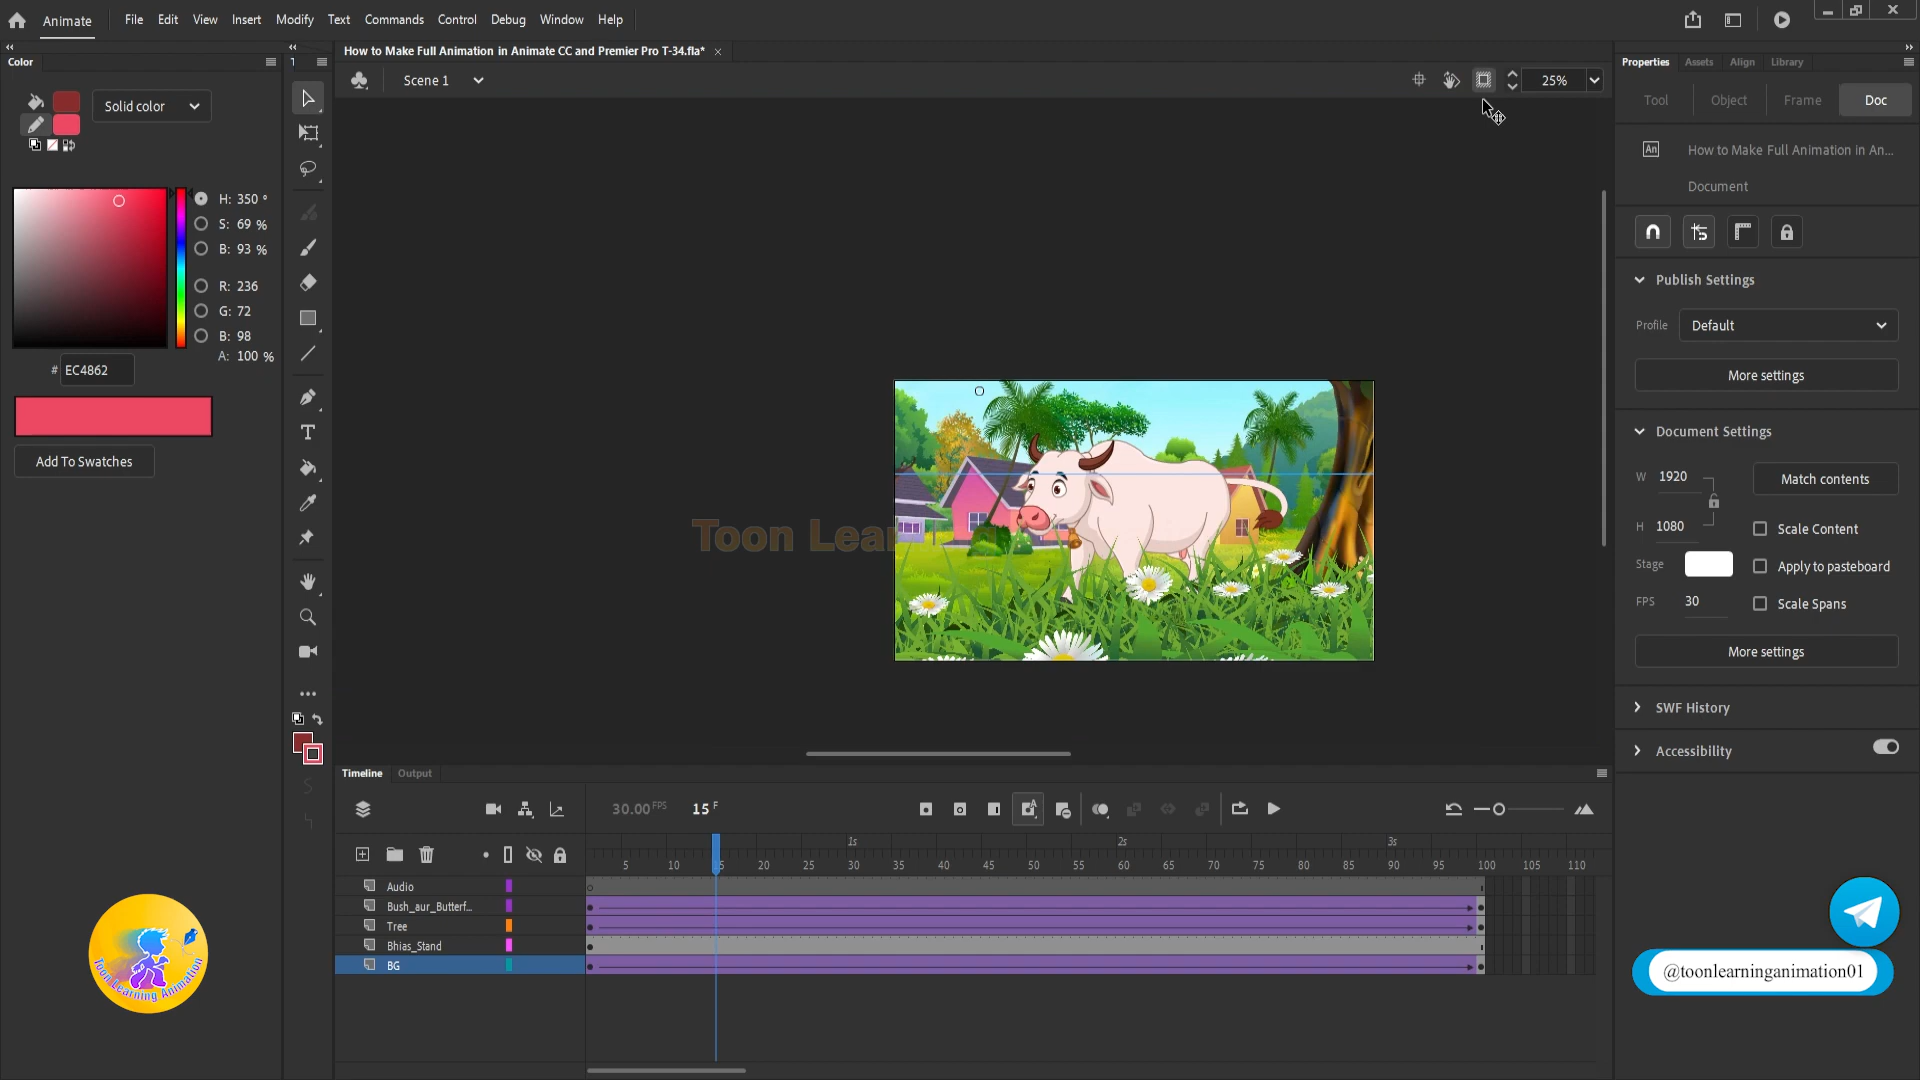 Animate File Edit View Insert Modify Text Commands Control Debug Window Help
Color
How to Make Full Animation in Animate CC and Premier Pro T-34.fla*
Properties Assets Align Library
Solid color
Scene 1
25%
Tool Object Frame Doc
An How to Make Full Animation in An...
Document
H: 350 °
S: 69 %
B: 93 %
R: 236
G: 72
B: 98
A: 100 %
# EC4862
Add To Swatches
Publish Settings
Profile Default
More settings
Document Settings
W 1920 Match contents
H 1080 Scale Content
Stage Apply to pasteboard
FPS 30 Scale Spans
More settings
SWF History
Accessibility
Toon Lear
Timeline Output
30.00 FPS 15 F
1s 2s 3s
5 10 15 20 25 30 35 40 45 50 55 60 65 70 75 80 85 90 95 100 105 110
Audio
Bush_aur_Butterf...
Tree
Bhias_Stand
BG
Toon Learning Animation
@toonlearninganimation01